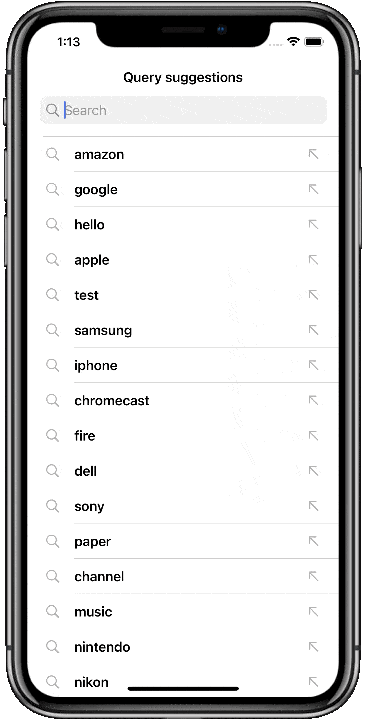 1:13
Query suggestions
Search
amazon
google
hello
apple
test
samsung
iphone
chromecast
fire
dell
sony
paper
channel
music
nintendo
nikon